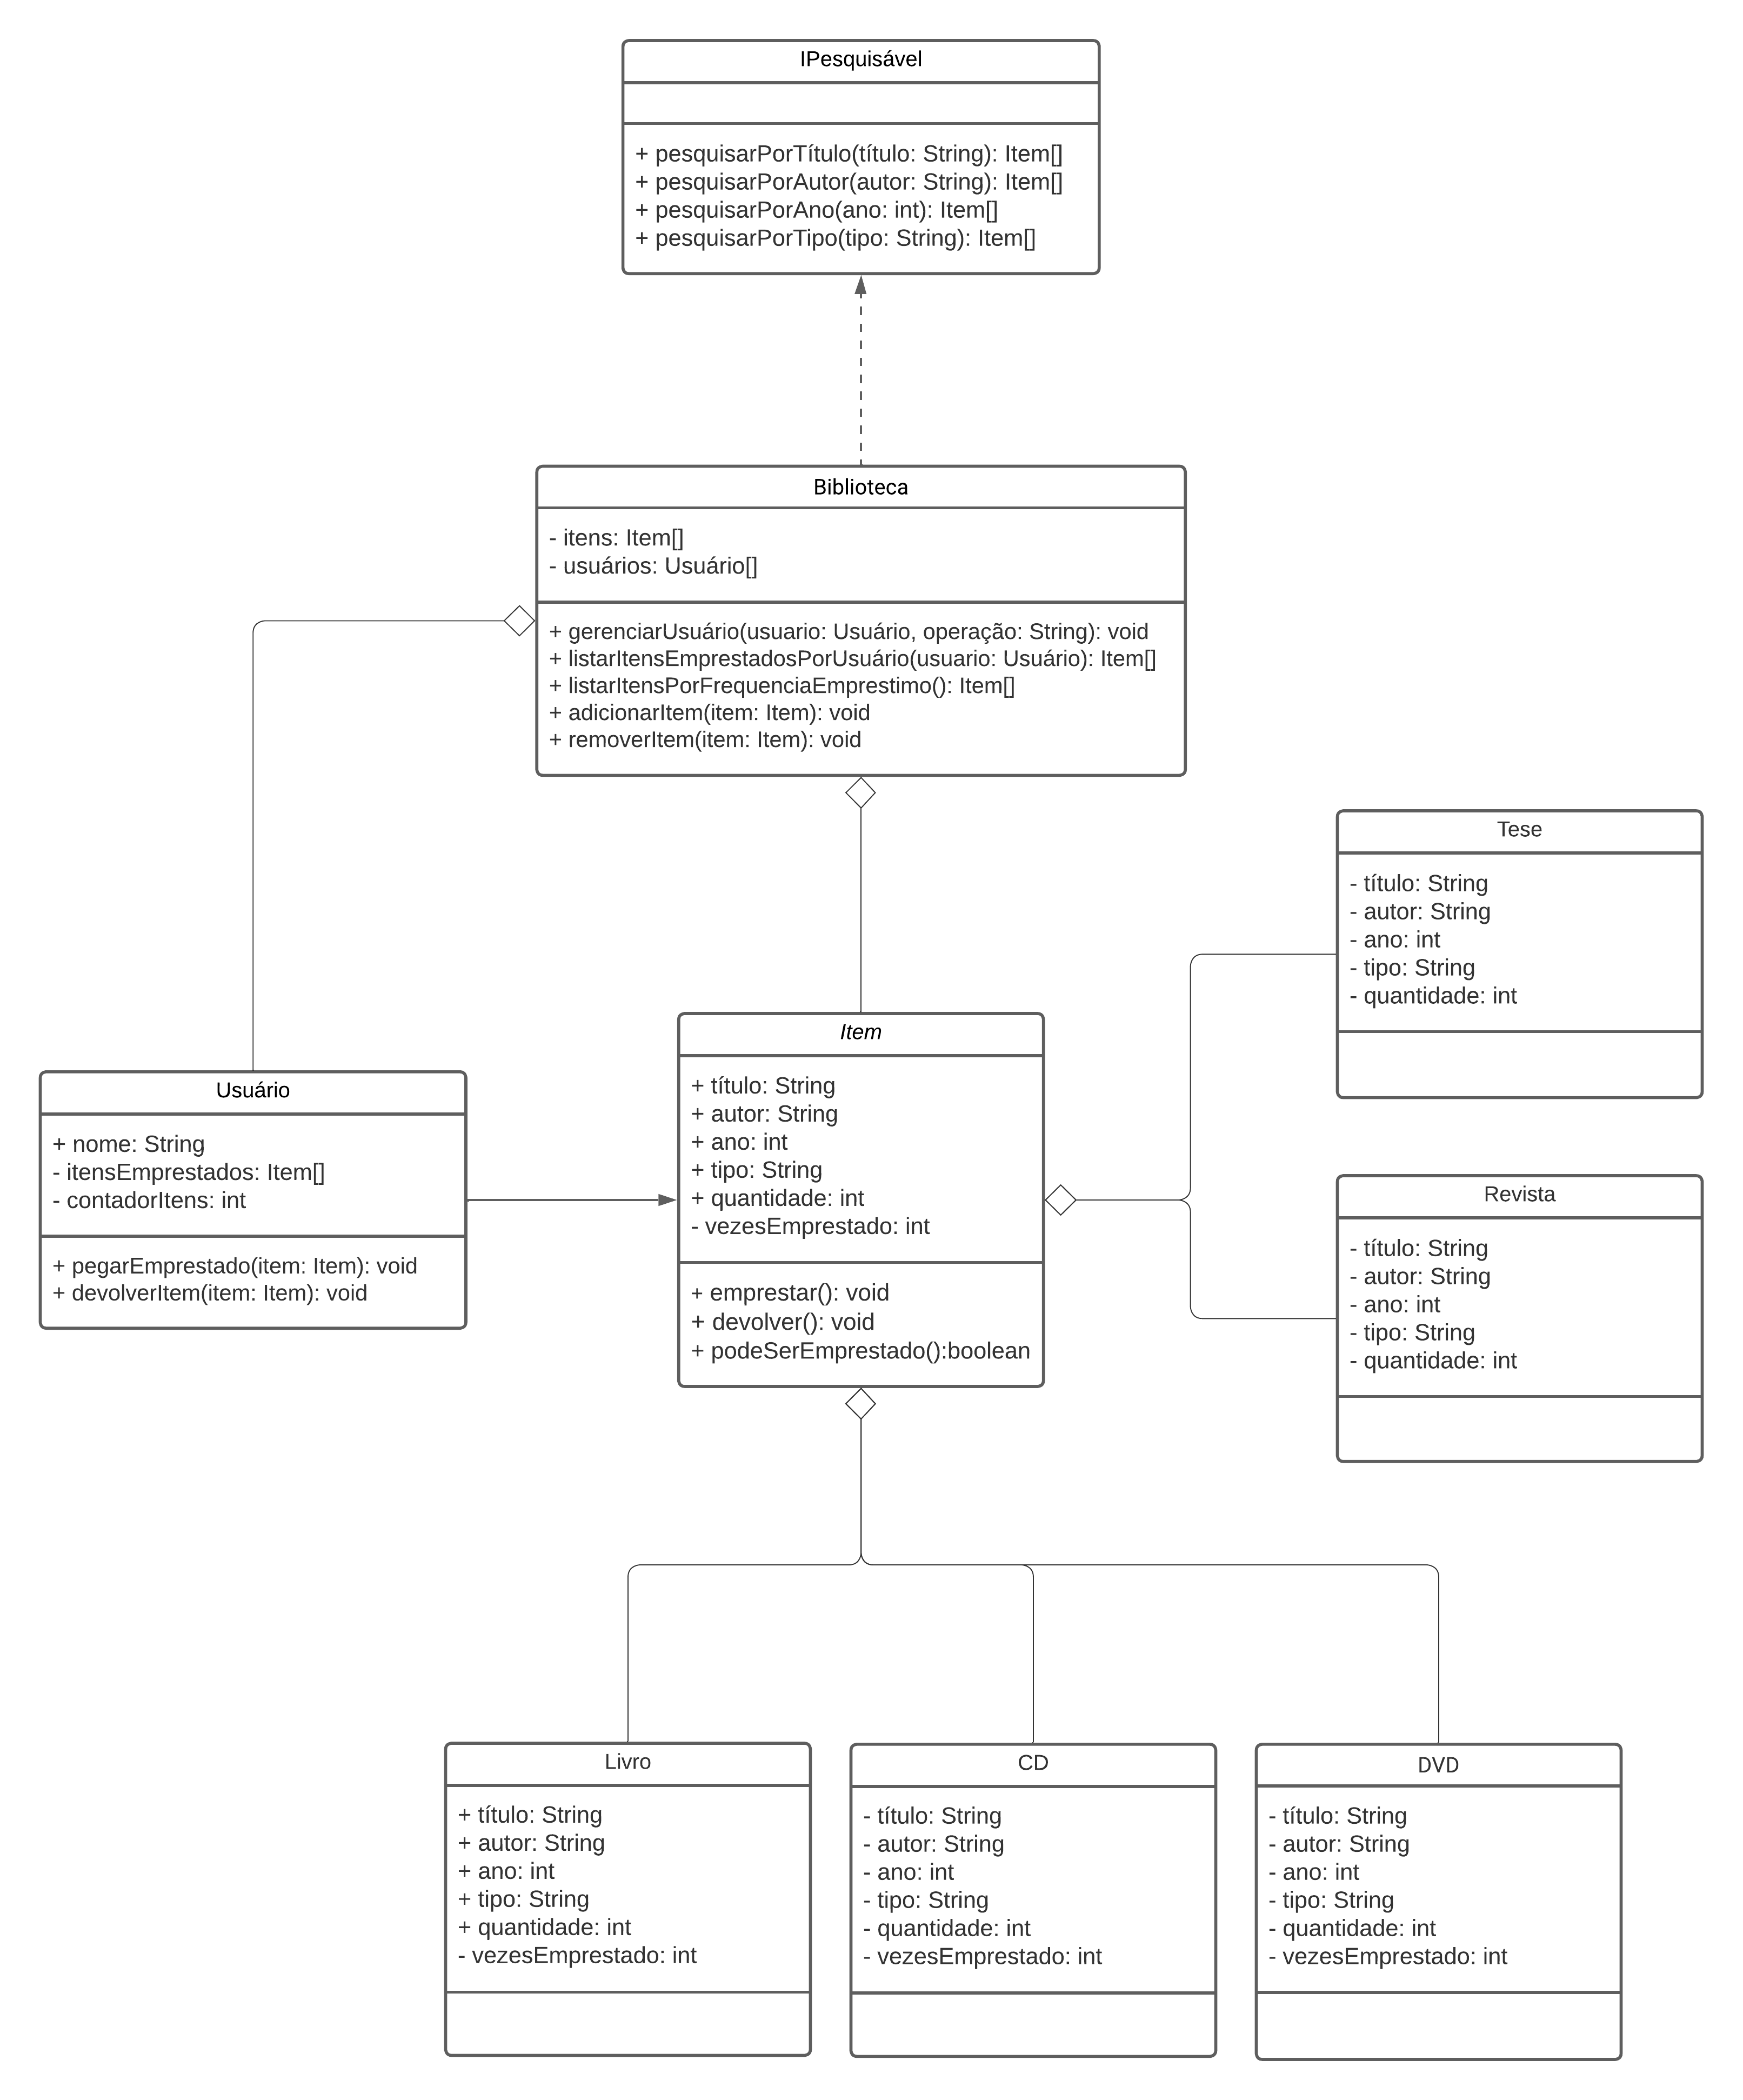 IPesquisável
+ pesquisarPorTítulo(título: String): Item[]
+ pesquisarPorAutor(autor: String): Item[]
+ pesquisarPorAno(ano: int): Item[]
+ pesquisarPorTipo(tipo: String): Item[]
Biblioteca
- itens: Item[]
- usuários: Usuário[]
+ gerenciarUsuário(usuario: Usuário, operação: String): void
+ listarItensEmprestadosPorUsuário(usuario: Usuário): Item[]
+ listarItensPorFrequenciaEmprestimo(): Item[]
+ adicionarItem(item: Item): void
+ removerItem(item: Item): void
Tese
- título: String
- autor: String
- ano: int
- tipo: String
- quantidade: int
Usuário
+ nome: String
- itensEmprestados: Item[]
- contadorItens: int
+ pegarEmprestado(item: Item): void
+ devolverItem(item: Item): void
Item
+ título: String
+ autor: String
+ ano: int
+ tipo: String
+ quantidade: int
- vezesEmprestado: int
+ emprestar(): void
+ devolver(): void
+ podeSerEmprestado():boolean
Revista
- título: String
- autor: String
- ano: int
- tipo: String
- quantidade: int
Livro
+ título: String
+ autor: String
+ ano: int
+ tipo: String
+ quantidade: int
- vezesEmprestado: int
CD
- título: String
- autor: String
- ano: int
- tipo: String
- quantidade: int
- vezesEmprestado: int
DVD
- título: String
- autor: String
- ano: int
- tipo: String
- quantidade: int
- vezesEmprestado: int